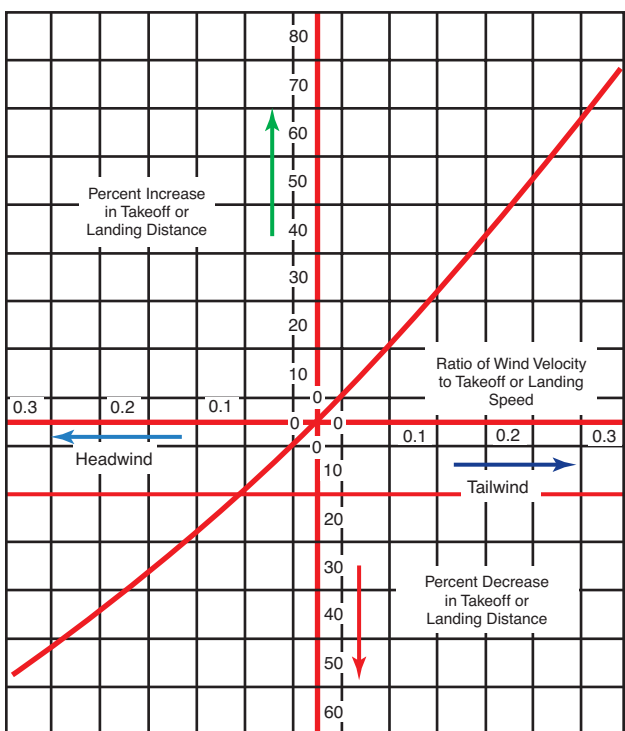 80
70
60
50
40
30
20
10
0
Percent Increase
in Takeoff or
Landing Distance
Ratio of Wind Velocity
to Takeoff or Landing
Speed
0.3 0.2 0.1
0 0
0.1 0.2 0.3
Headwind
Tailwind
0
10
20
30
40
50
60
Percent Decrease
in Takeoff or
Landing Distance